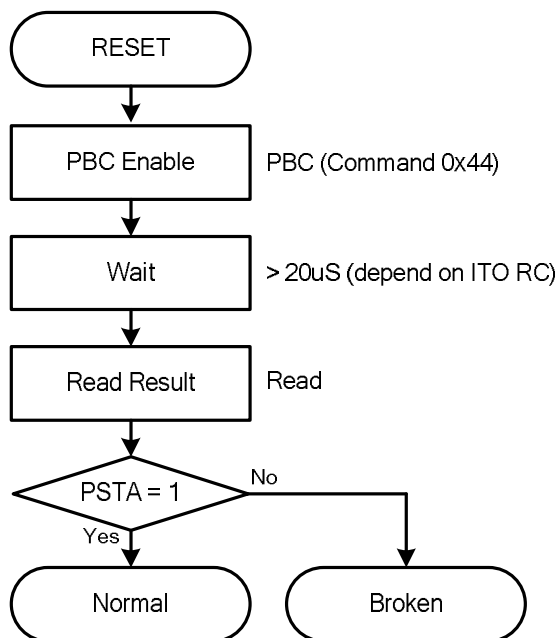 RESET
PBC Enable
PBC (Command 0x44)
Wait
> 20uS (depend on ITO RC)
Read Result
Read
PSTA = 1
No
Yes
Normal
Broken